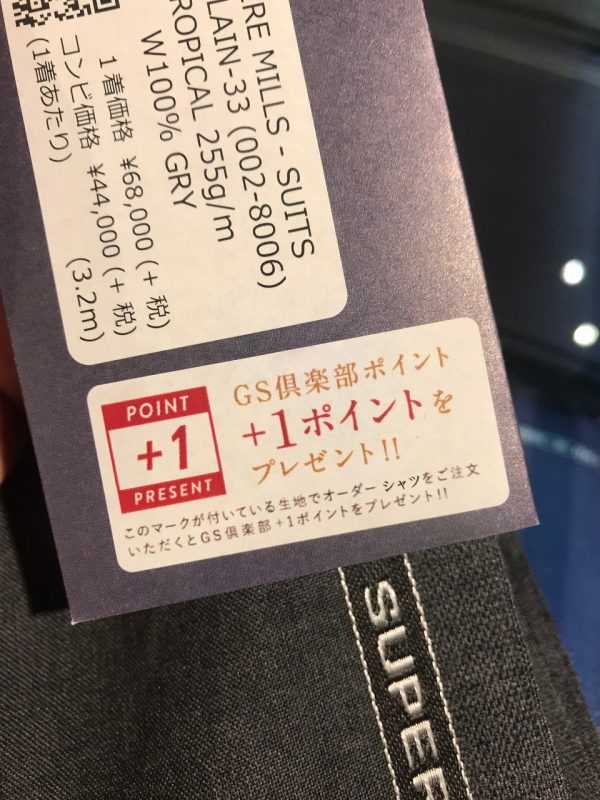 ERE MILLS - SUITS
LAIN-33 (002-8006)
ROPICAL 255g/m
W100% GRY
1着価格 ¥68,000 (+ 税)
コンビ価格 ¥44,000 (+ 税)
(1着あたり) (3.2m)
POINT
+1
PRESENT
GS倶楽部ポイント
+1ポイントを
プレゼント!!
このマークが付いている生地でオーダー シャツをご注文
いただくとGS倶楽部+1ポイントをプレゼント!!
SUPER